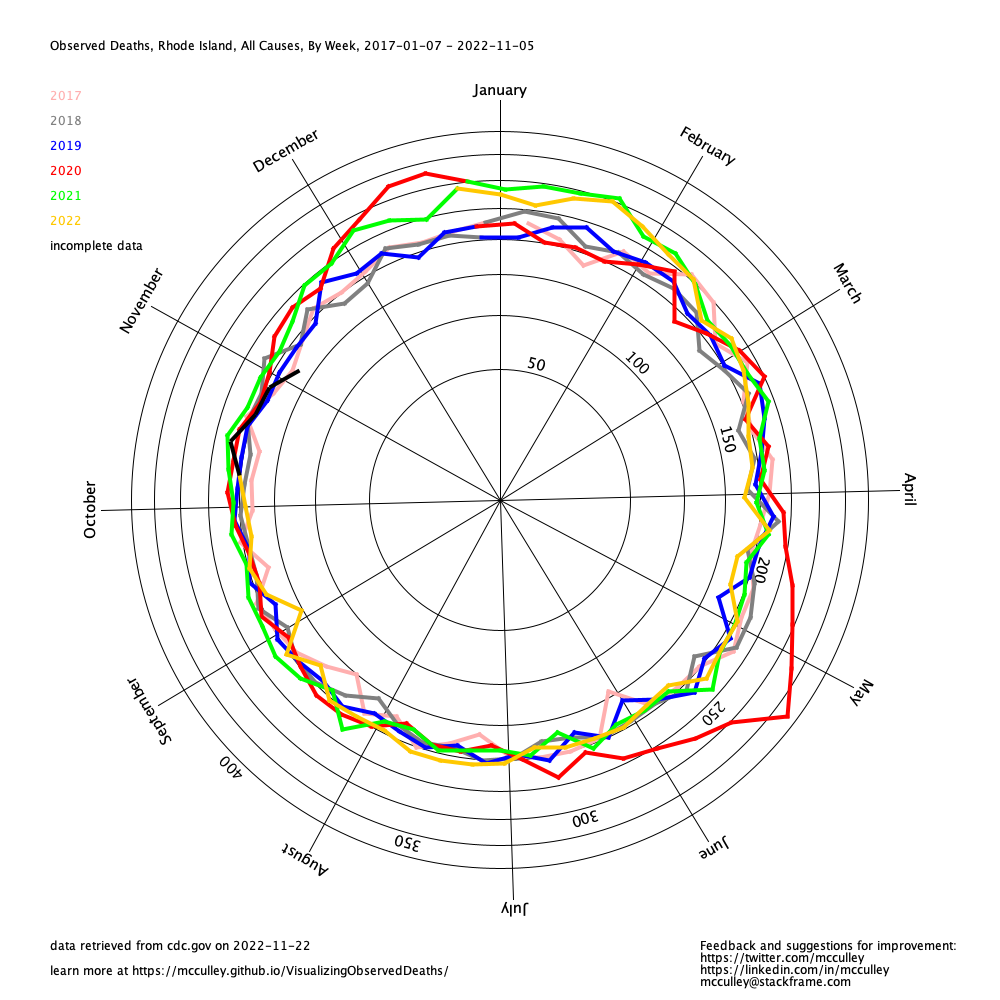 Observed Deaths, Rhode Island, All Causes, By Week, 2017-01-07 - 2022-11-05
2017
2018
2019
2020
2021
2022
incomplete data
January
February
March
April
May
June
July
August
September
October
November
December
50
100
150
200
250
300
350
400
data retrieved from cdc.gov on 2022-11-22
learn more at https://mcculley.github.io/VisualizingObservedDeaths/
Feedback and suggestions for improvement:
https://twitter.com/mcculley
https://linkedin.com/in/mcculley
mcculley@stackframe.com